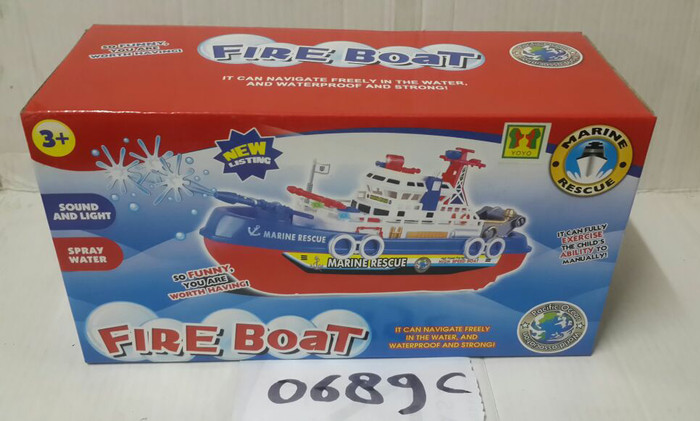 SO FUNNY,
YOU ARE
WORTH HAVING!
FIRE BOAT
IT CAN NAVIGATE FREELY IN THE WATER,
AND WATERPROOF AND STRONG!
3+
NEW
LISTING
YOYO
MARINE
RESCUE
SOUND
AND LIGHT
SPRAY
WATER
MARINE RESCUE
MARINE RESCUE
IT CAN FULLY
EXERCISE
THE CHILD'S
ABILITY TO
MANUALLY!
SO FUNNY,
YOU ARE
WORTH HAVING!
FIRE BOAT
IT CAN NAVIGATE FREELY
IN THE WATER, AND
WATERPROOF AND STRONG!
Pacific Ocean
0689C